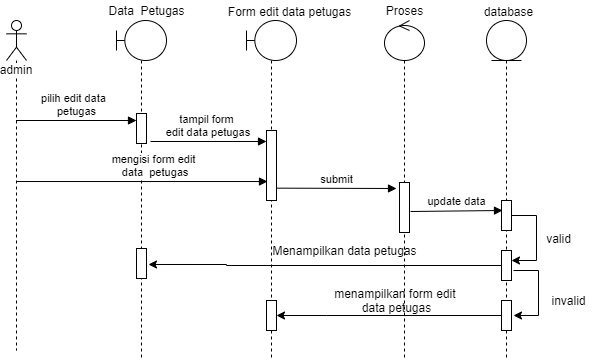 Data Petugas
Form edit data petugas
Proses
database
admin
pilih edit data
petugas
tampil form
edit data petugas
mengisi form edit
data petugas
submit
update data
valid
Menampilkan data petugas
invalid
menampilkan form edit
data petugas